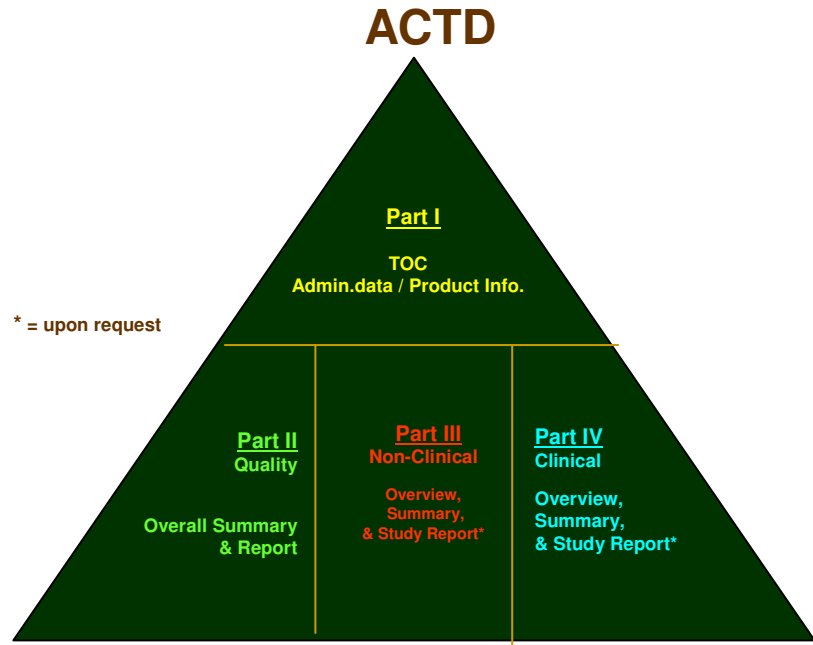 ACTD
Part I
TOC
Admin.data / Product Info.
* = upon request
Part II
Quality
Overall Summary
& Report
Part III
Non-Clinical
Overview,
Summary,
& Study Report*
Part IV
Clinical
Overview,
Summary,
& Study Report*